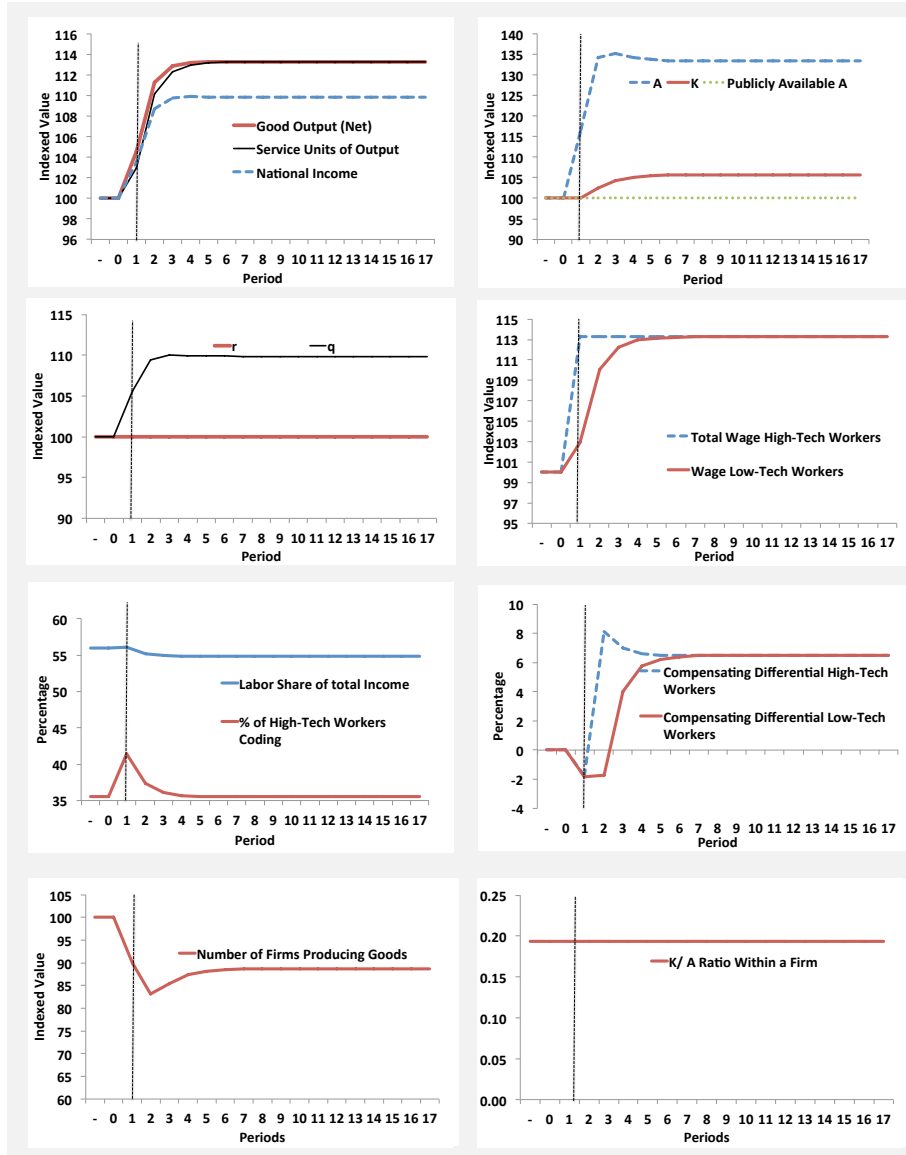 116
114
112
110
108
106
104
102
100
98
96
Indexed Value
Good Output (Net)
Service Units of Output
National Income
- 0 1 2 3 4 5 6 7 8 9 10 11 12 13 14 15 16 17
Period
140
135
130
125
120
115
110
105
100
95
90
Indexed Value
A K Publicly Available A
- 0 1 2 3 4 5 6 7 8 9 10 11 12 13 14 15 16 17
Period
115
110
105
100
95
90
Indexed Value
r q
- 0 1 2 3 4 5 6 7 8 9 10 11 12 13 14 15 16 17
Period
115
113
111
109
107
105
103
101
99
97
95
Indexed Value
Total Wage High-Tech Workers
Wage Low-Tech Workers
- 0 1 2 3 4 5 6 7 8 9 10 11 12 13 14 15 16 17
Period
60
55
50
45
40
35
Percentage
Labor Share of total Income
% of High-Tech Workers
Coding
- 0 1 2 3 4 5 6 7 8 9 10 11 12 13 14 15 16 17
Period
10
8
6
4
2
0
-2
-4
Percentage
Compensating Differential High-Tech
Workers
Compensating Differential Low-Tech
Workers
- 0 1 2 3 4 5 6 7 8 9 10 11 12 13 14 15 16 17
Period
105
100
95
90
85
80
75
70
65
60
Indexed Value
Number of Firms Producing Goods
- 0 1 2 3 4 5 6 7 8 9 10 11 12 13 14 15 16 17
Periods
0.25
0.20
0.15
0.10
0.05
0.00
K/ A Ratio Within a Firm
- 0 1 2 3 4 5 6 7 8 9 10 11 12 13 14 15 16 17
Periods